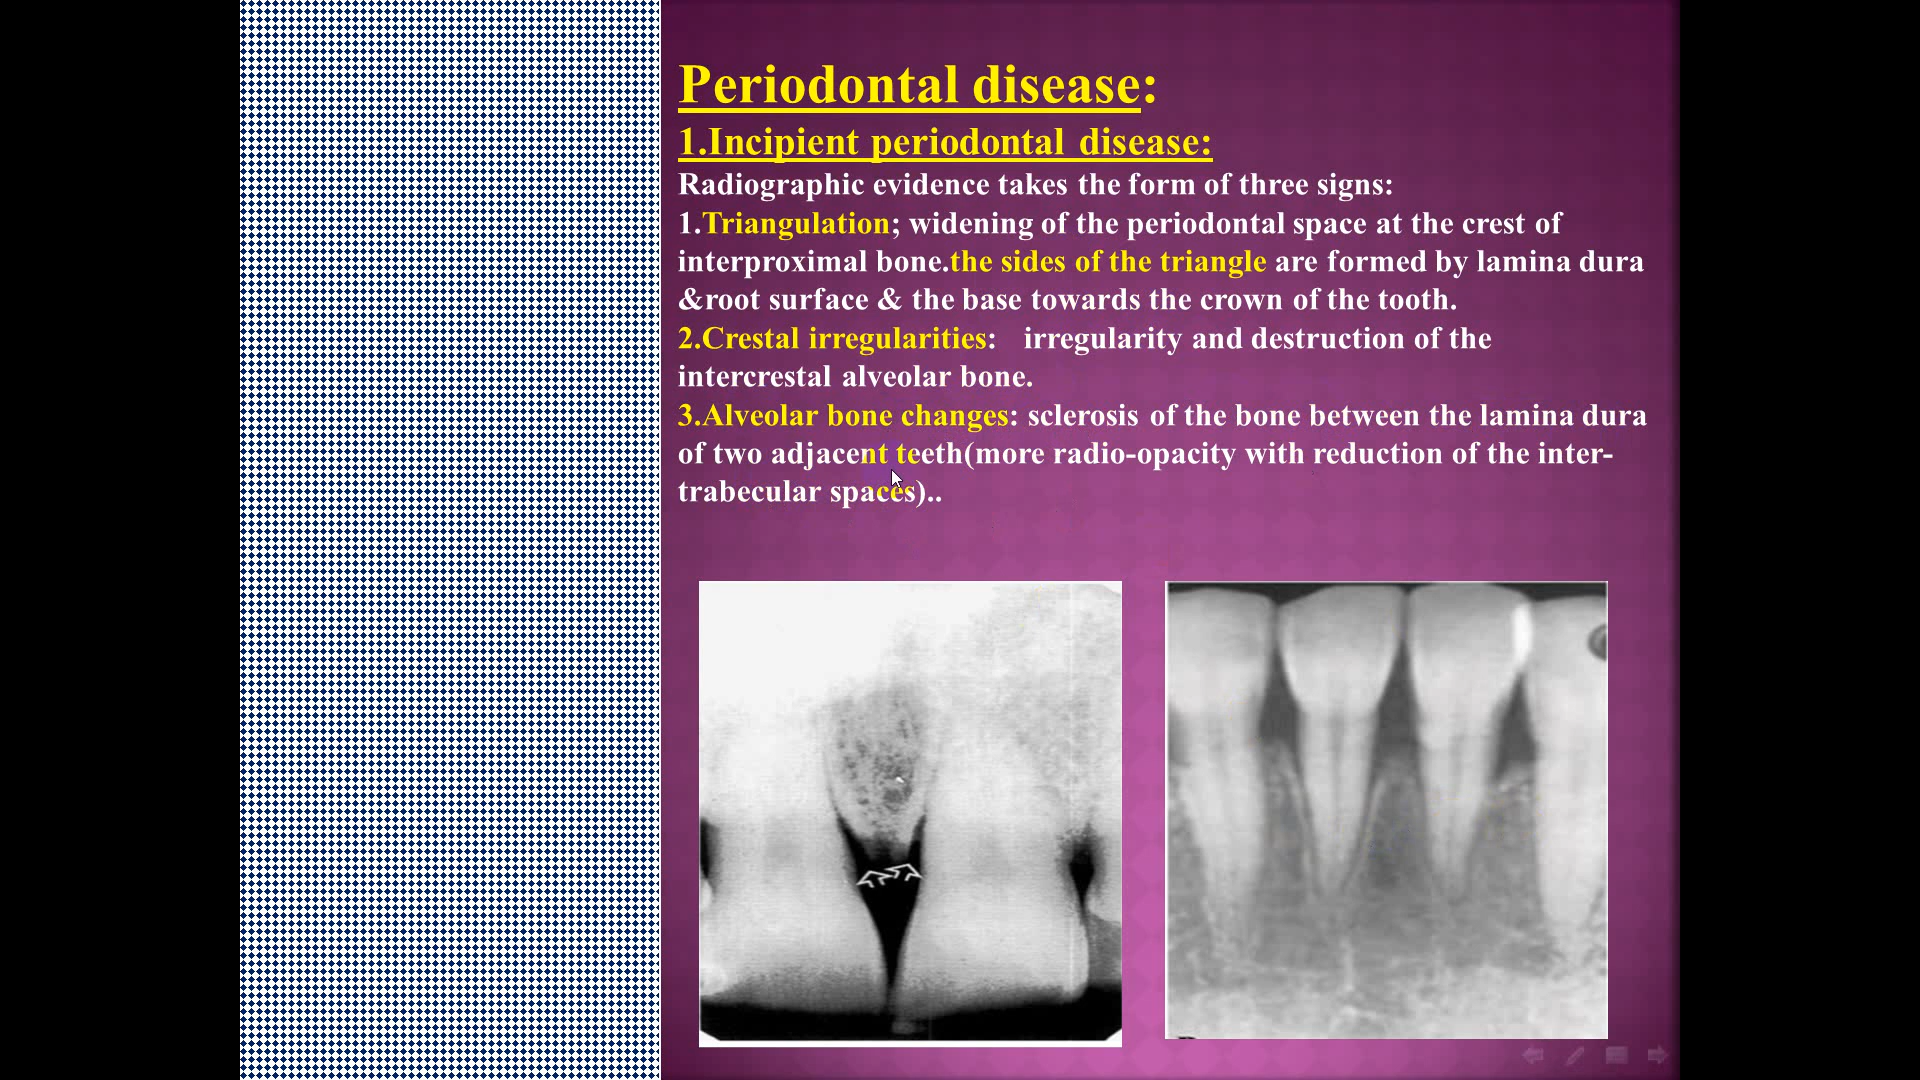 Periodontal disease:
1.Incipient periodontal disease:
Radiographic evidence takes the form of three signs:
1.Triangulation; widening of the periodontal space at the crest of
interproximal bone.the sides of the triangle are formed by lamina dura
&root surface & the base towards the crown of the tooth.
2.Crestal irregularities:   irregularity and destruction of the
intercrestal alveolar bone.
3.Alveolar bone changes: sclerosis of the bone between the lamina dura
of two adjacent teeth(more radio-opacity with reduction of the inter-
trabecular spaces)..